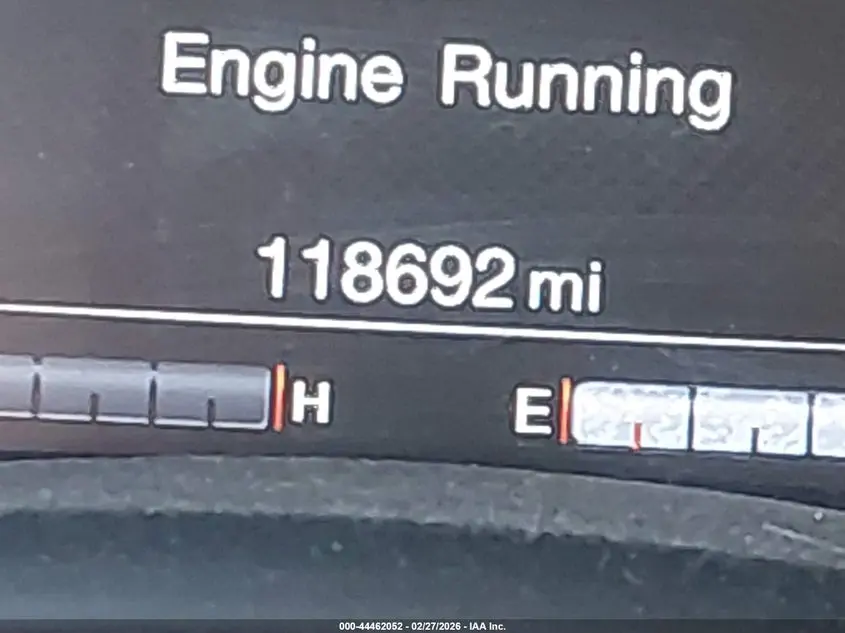 Engine Running
118692 mi
H E
000-44462052 - 02/27/2026 - IAA Inc.